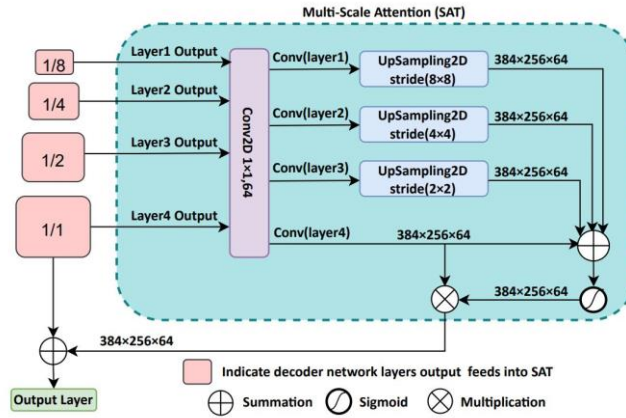 Multi-Scale Attention (SAT)
1/8
Layer1 Output
Conv(layer1)
UpSampling2D
stride(8×8)
384×256×64
1/4
Layer2 Output
Conv(layer2)
UpSampling2D
stride(4×4)
384×256×64
1/2
Layer3 Output
Conv2D 1×1,64
Conv(layer3)
UpSampling2D
stride(2×2)
384×256×64
1/1
Layer4 Output
Conv(layer4)
384×256×64
384×256×64
384×256×64
Output Layer
Indicate decoder network layers output feeds into SAT
Summation
Sigmoid
Multiplication